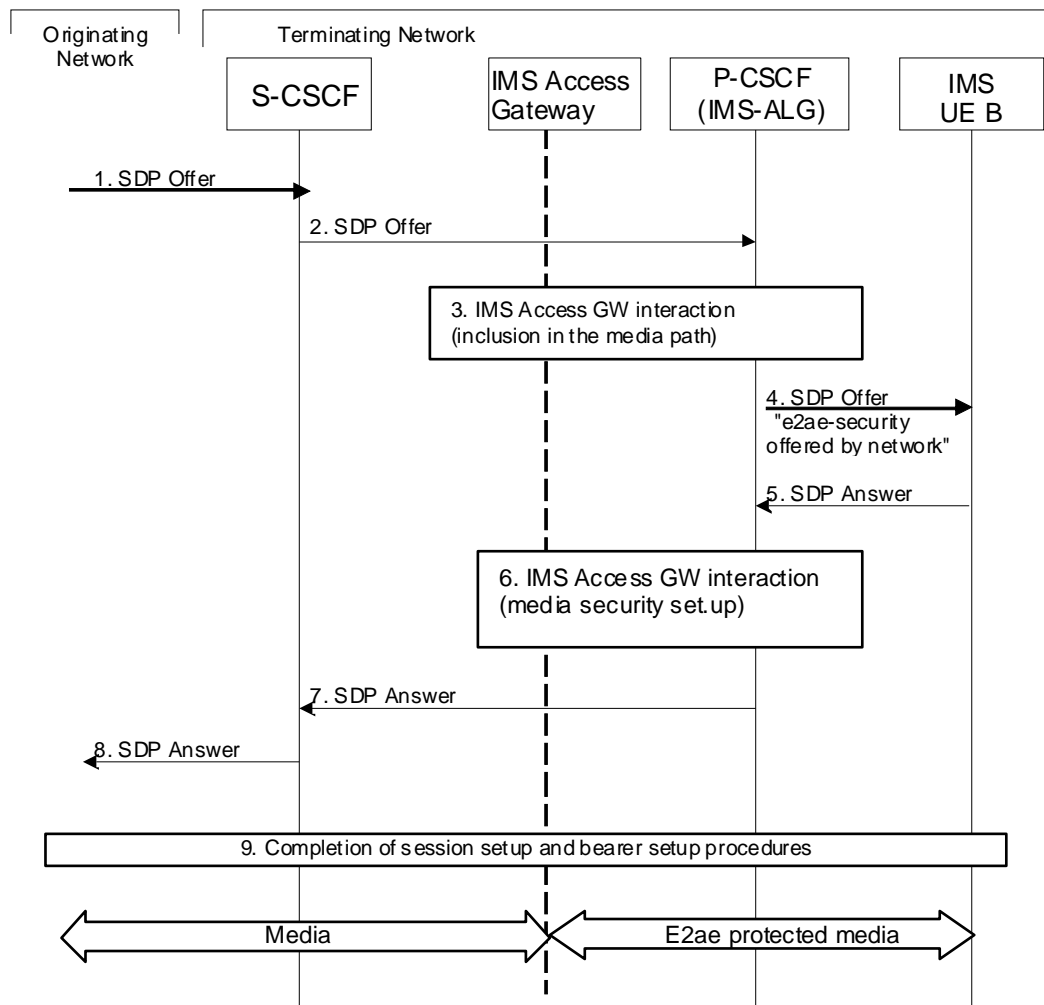 Originating
Network
Terminating Network
S-CSCF
IMS Access
Gateway
P-CSCF
(IMS-ALG)
IMS
UE B
1. SDP Offer
2. SDP Offer
3. IMS Access GW interaction
(inclusion in the media path)
4. SDP Offer
"e2ae-security
offered by network"
5. SDP Answer
6. IMS Access GW interaction
(media security set.up)
7. SDP Answer
8. SDP Answer
9. Completion of session setup and bearer setup procedures
Media
E2ae protected media